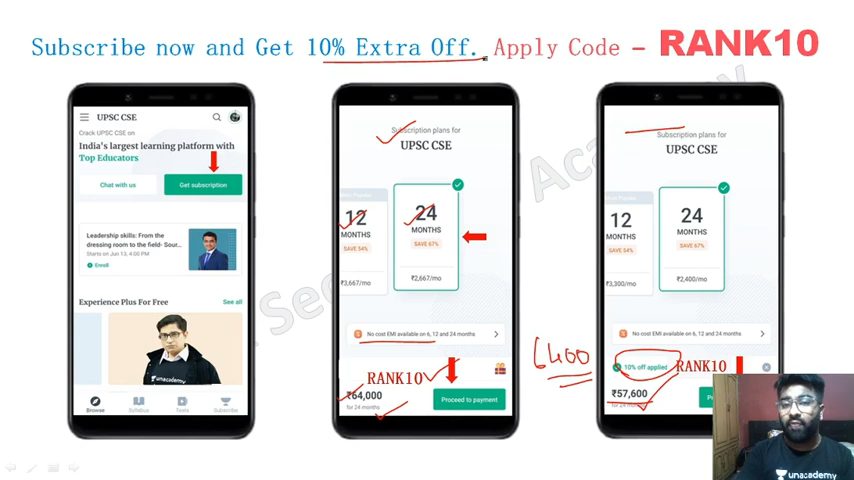 Subscribe now and Get 10% Extra Off. Apply Code – RANK10
UPSC CSE
Crack UPSC CSE on
India's largest learning platform with
Top Educators
Chat with us
Get subscription
Leadership skills: From the
dressing room to the field- Sour...
Starts on Jun 13, 4:00 PM
Enroll
Experience Plus For Free
See all
unacademy
Browse
Syllabus
Tools
Subscribe
Subscription plans for
UPSC CSE
12
MONTHS
SAVE 54%
₹3,667/mo
24
MONTHS
SAVE 67%
₹2,667/mo
No cost EMI available on 6, 12 and 24 months
RANK10
₹64,000
for 24 months
Proceed to payment
6400
Subscription plans for
UPSC CSE
12
MONTHS
SAVE 54%
₹3,300/mo
24
MONTHS
SAVE 67%
₹2,400/mo
No cost EMI available on 6, 12 and 24 months
10% off applied
RANK10
₹57,600
for 24
unacademy